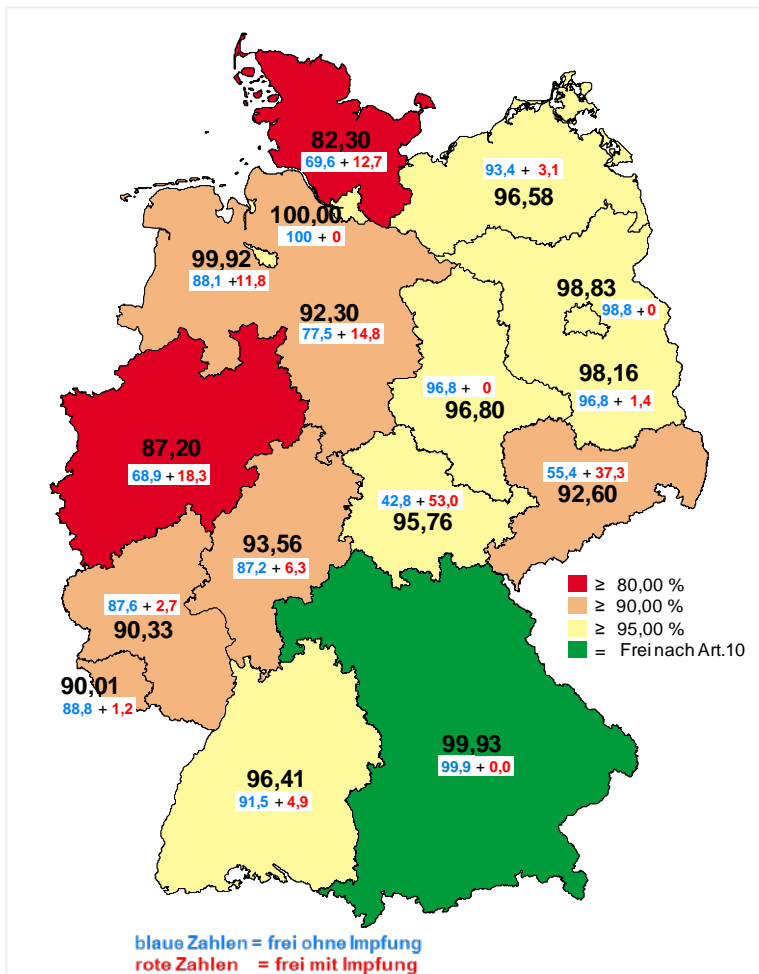 82,30
69,6 + 12,7
93,4 + 3,1
96,58
100,00
100 + 0
99,92
88,1 +11,8
92,30
77,5 + 14,8
98,83
98,8 + 0
98,16
96,8 + 1,4
96,8 + 0
96,80
87,20
68,9 + 18,3
55,4 + 37,3
92,60
42,8 + 53,0
95,76
93,56
87,2 + 6,3
87,6 + 2,7
90,33
90,01
88,8 + 1,2
≥ 80,00 %
≥ 90,00 %
≥ 95,00 %
= Frei nach Art.10
99,93
99,9 + 0,0
96,41
91,5 + 4,9
blaue Zahlen = frei ohne Impfung
rote Zahlen = frei mit Impfung